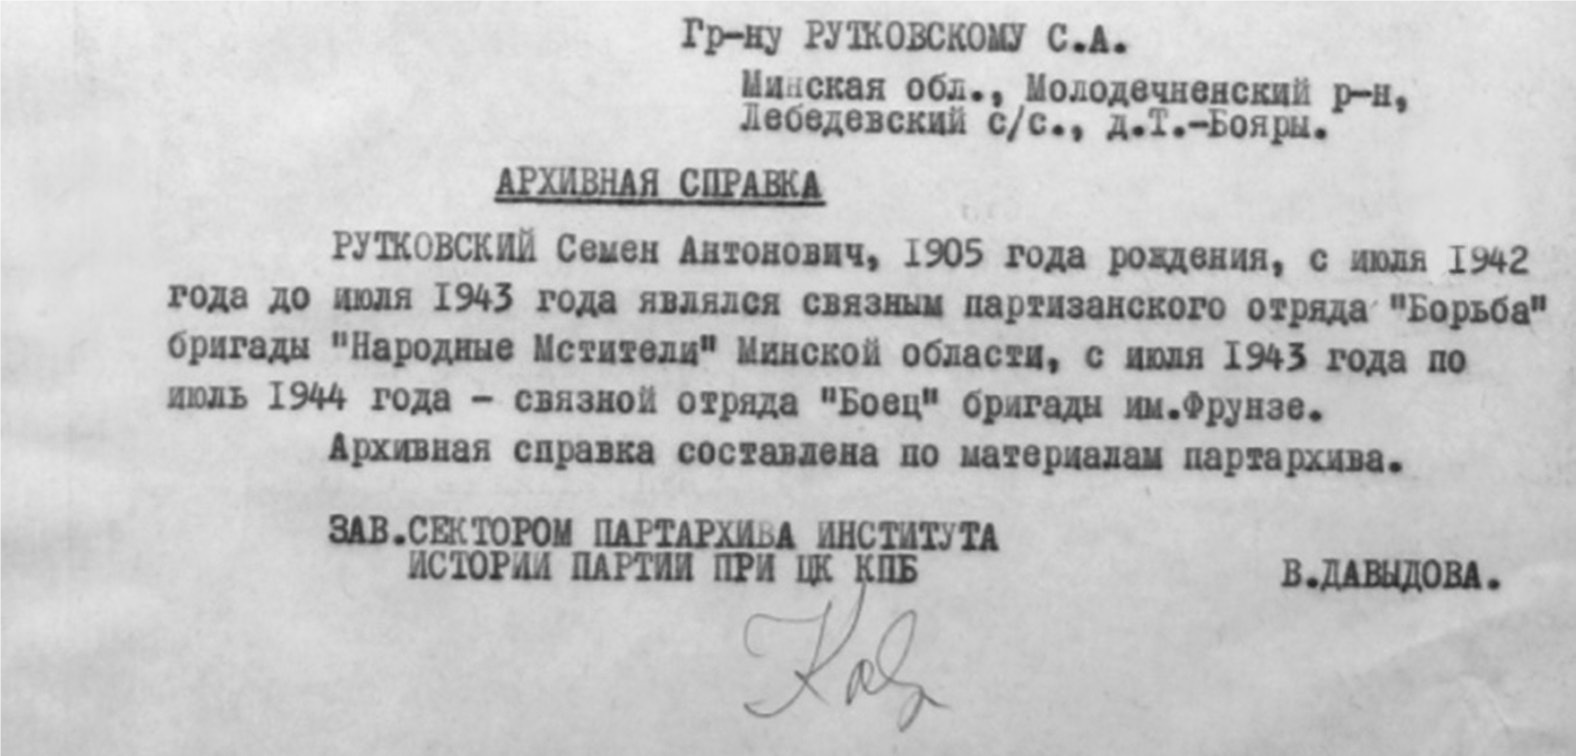 Гр-ну РУТКОВСКОМУ С.А.
Минская обл., Молодечненский р-н,
Лебедевский с/с., д.Т.-Бояры.
АРХИВНАЯ СПРАВКА
РУТКОВСКИЙ Семен Антонович, 1905 года рождения, с июля 1942
года до июля 1943 года являлся связным партизанского отряда "Борьба"
бригады "Народные Мстители" Минской области, с июля 1943 года по
июль 1944 года - связной отряда "Боец" бригады им.Фрунзе.
Архивная справка составлена по материалам партархива.
ЗАВ.СЕКТОРОМ ПАРТАРХИВА ИНСТИТУТА
ИСТОРИИ ПАРТИИ ПРИ ЦК КПБ
В.ДАВЫДОВА.